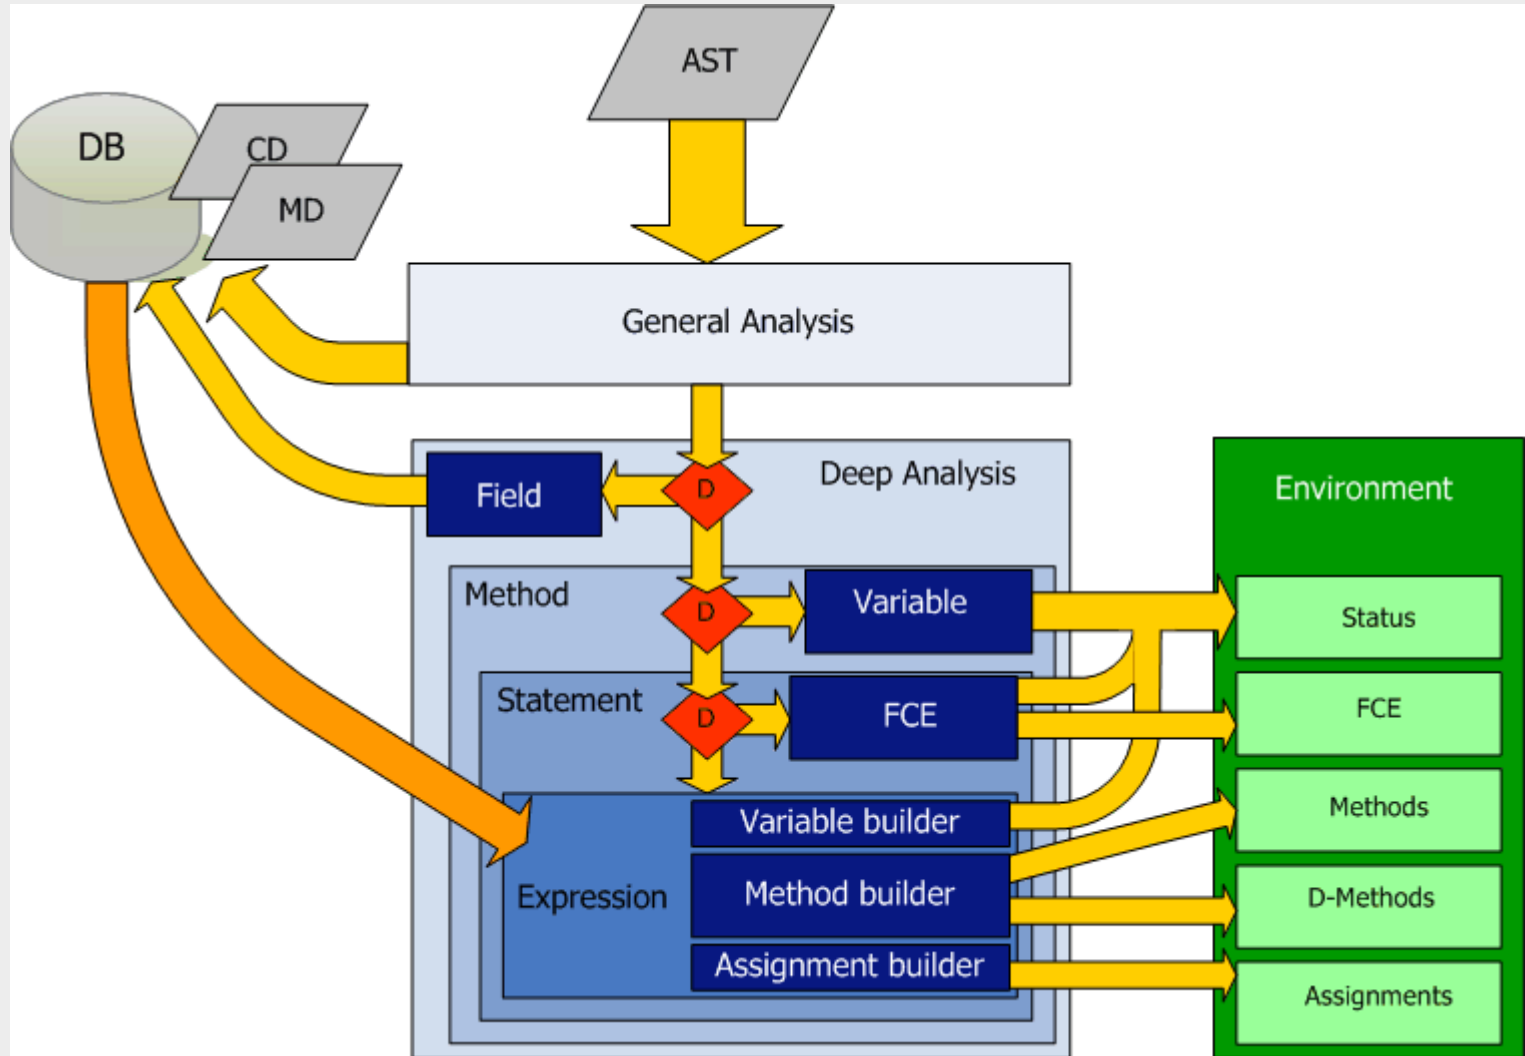 AST
DB
CD
MD
General Analysis
Deep Analysis
Field
D
Environment
Method
D
Variable
Status
Statement
D
FCE
FCE
Variable builder
Methods
Expression
Method builder
D-Methods
Assignment builder
Assignments